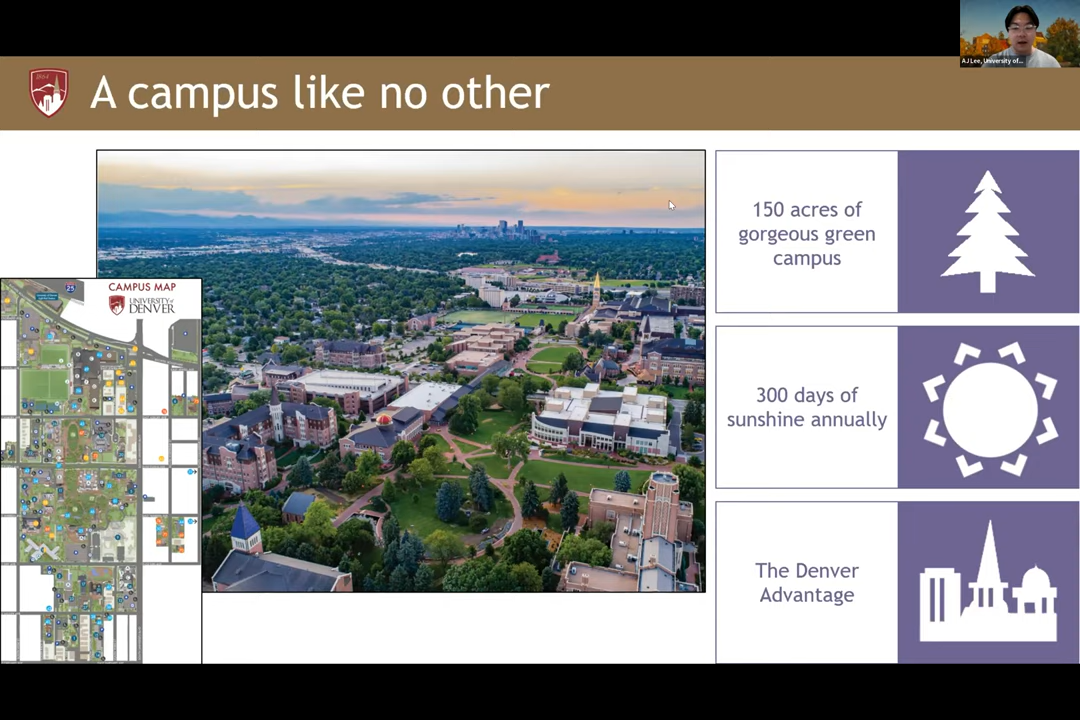 AJ Lee, University of...
A campus like no other
150 acres of
gorgeous green
campus
25
CAMPUS MAP
UNIVERSITY of
DENVER
300 days of
sunshine annually
The Denver
Advantage